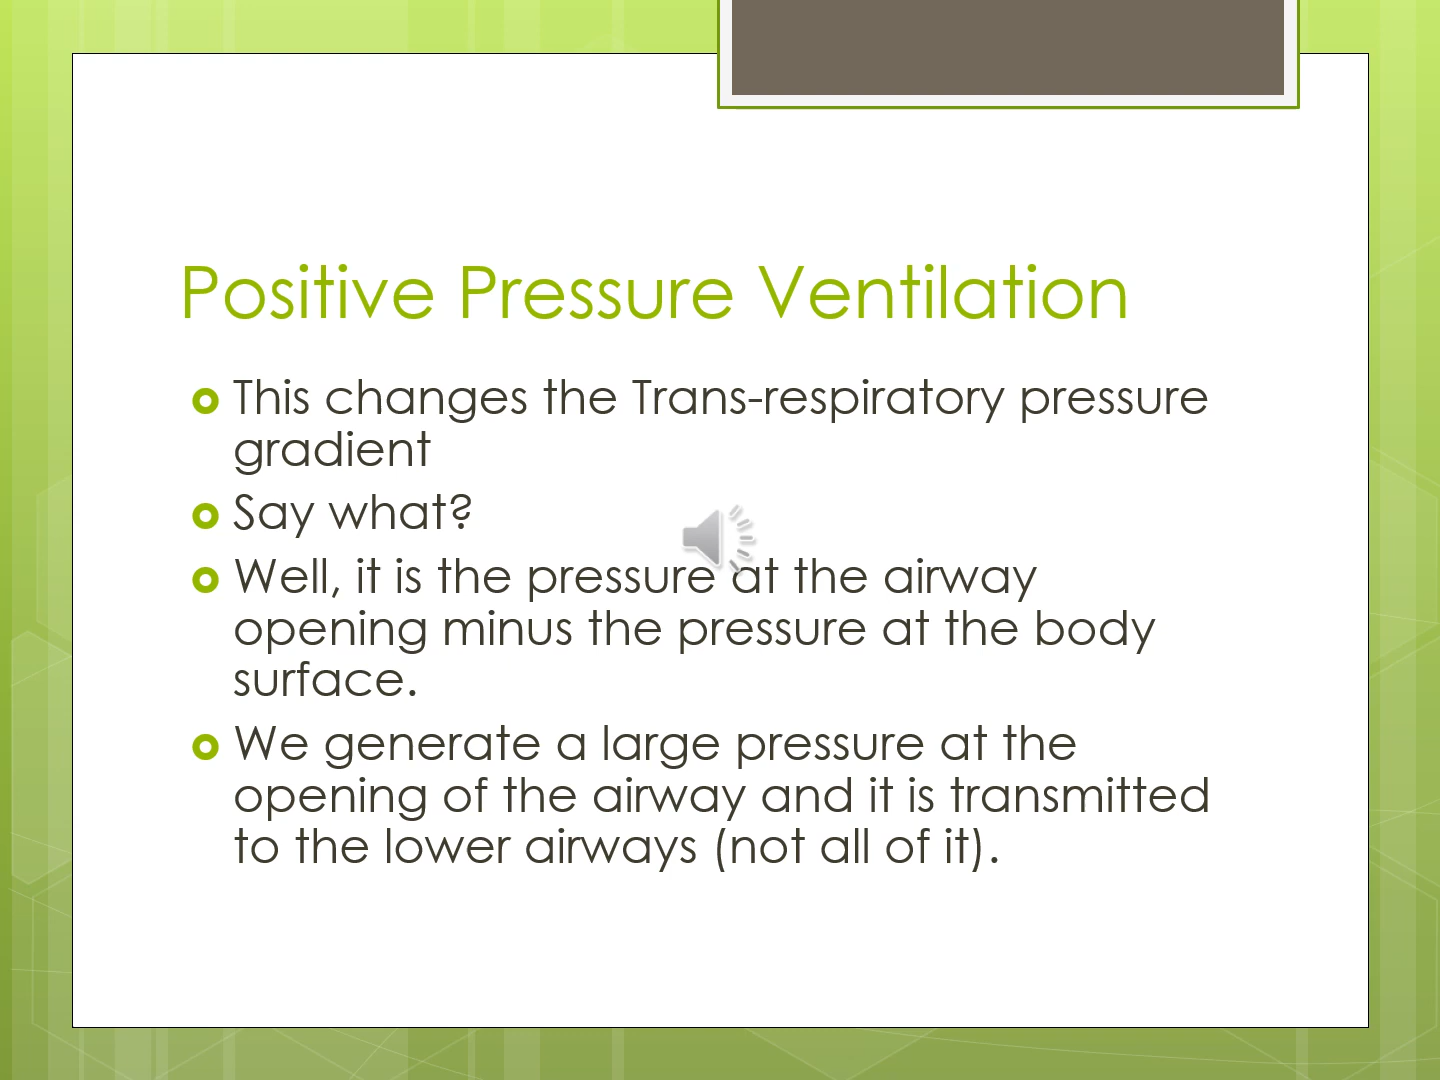 Positive Pressure Ventilation
This changes the Trans-respiratory pressure
gradient
Say what?
Well, it is the pressure at the airway
opening minus the pressure at the body
surface.
We generate a large pressure at the
opening of the airway and it is transmitted
to the lower airways (not all of it).